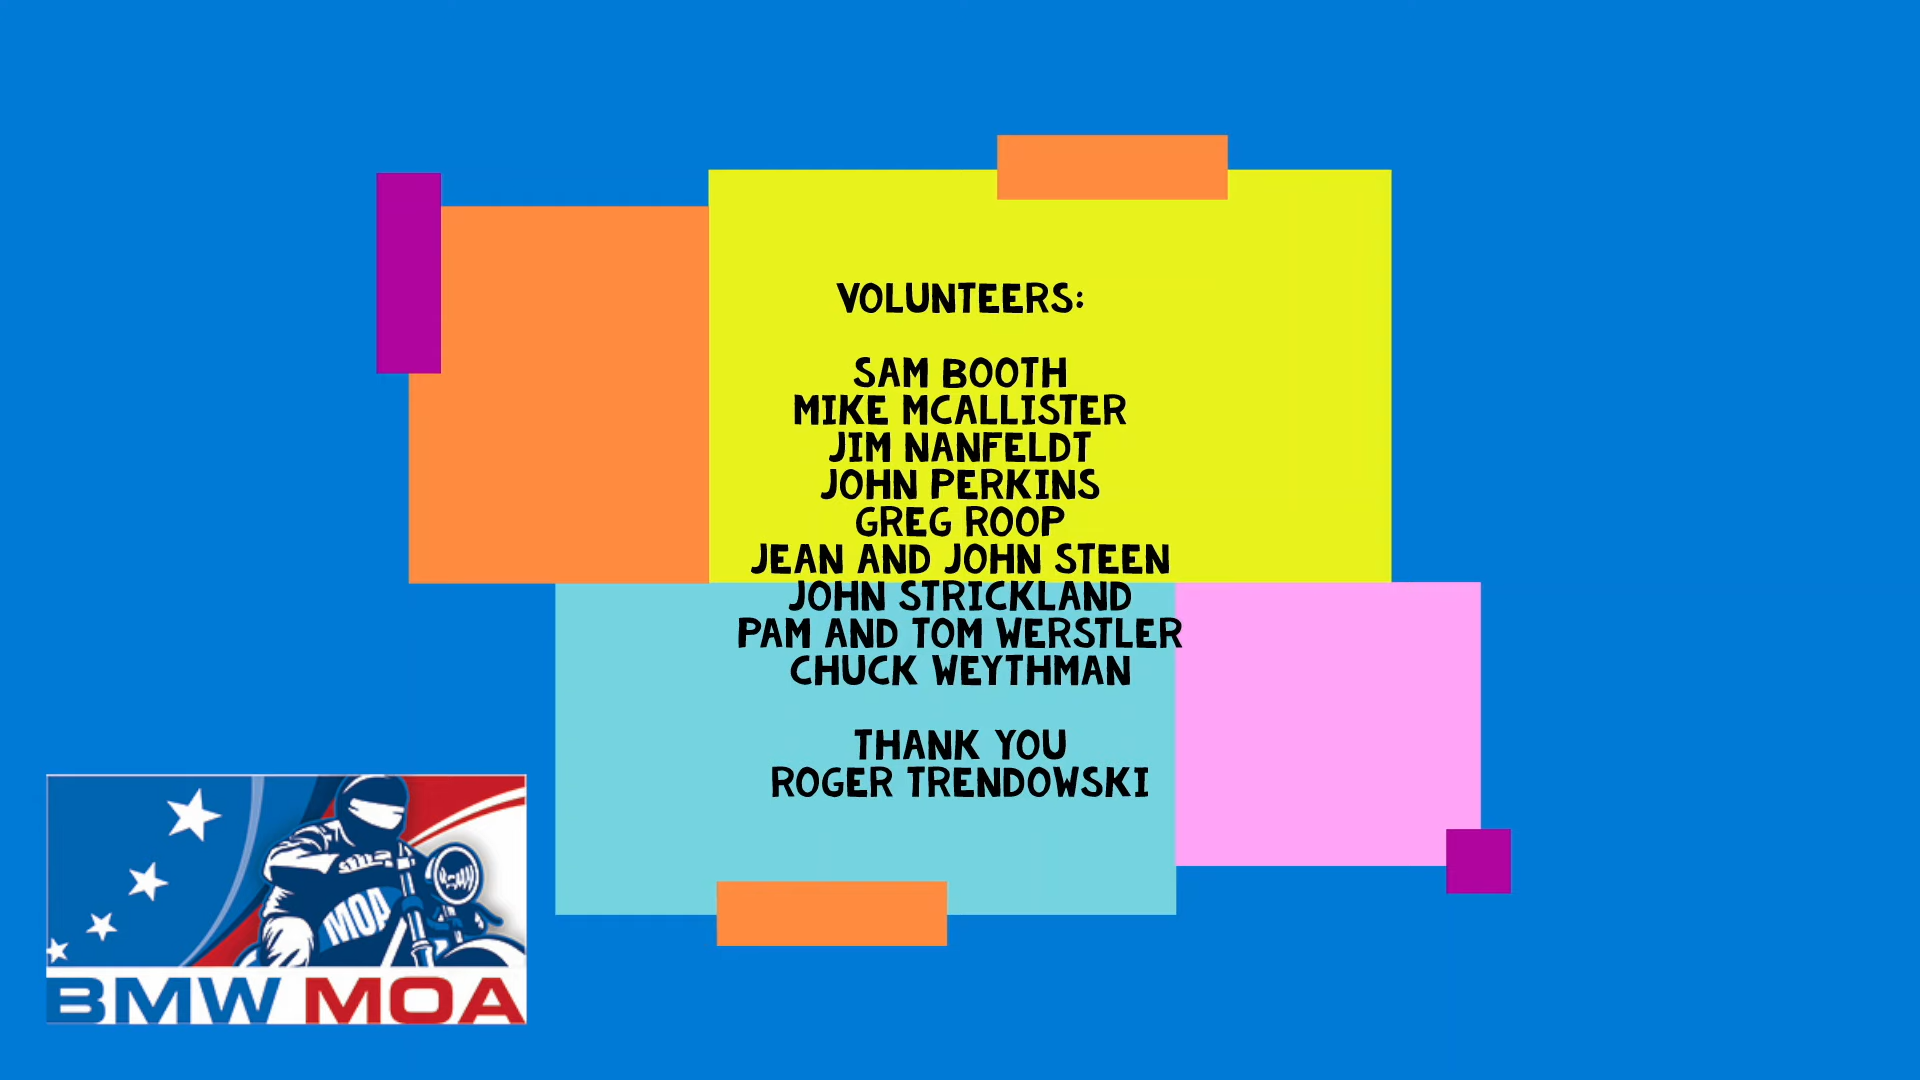 VOLUNTEERS:
SAM BOOTH
MIKE MCALLISTER
JIM NANFELDT
JOHN PERKINS
GREG ROOP
JEAN AND JOHN STEEN
JOHN STRICKLAND
PAM AND TOM WERSTLER
CHUCK WEYTHMAN
THANK YOU
ROGER TRENDOWSKI
MOA
BMW MOA